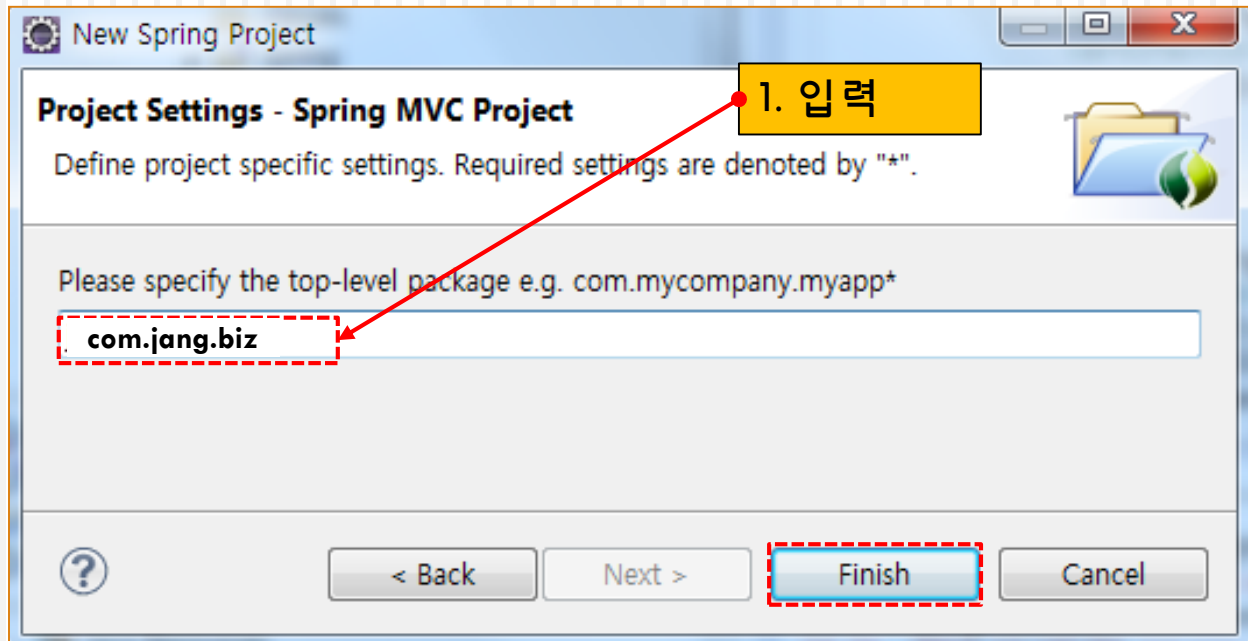 New Spring Project
Project Settings - Spring MVC Project
1. 입력
Define project specific settings. Required settings are denoted by "*".
Please specify the top-level package e.g. com.mycompany.myapp*
com.jang.biz
< Back
Next >
Finish
Cancel